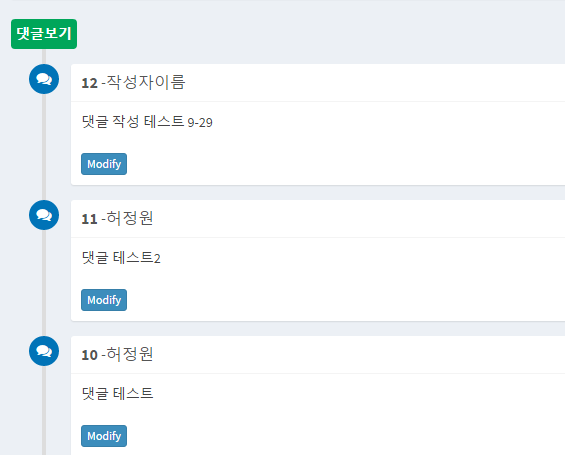 댓글보기
12 -작성자이름
댓글 작성 테스트 9-29
Modify
11 -허정원
댓글 테스트2
Modify
10 -허정원
댓글 테스트
Modify